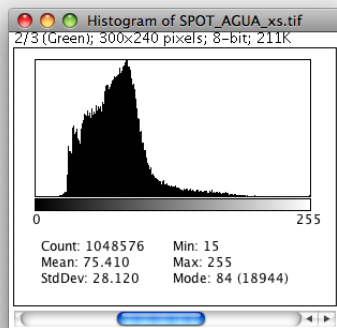 Histogram of SPOT_AGUA_xs.tif
2/3 (Green); 300x240 pixels; 8-bit; 211K
0 255
Count: 1048576 Min: 15
Mean: 75.410 Max: 255
StdDev: 28.120 Mode: 84 (18944)